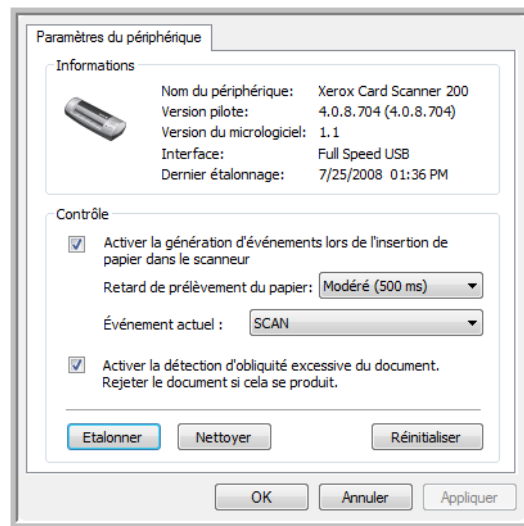 Paramètres du périphérique
Informations
Nom du périphérique: Xerox Card Scanner 200
Version pilote: 4.0.8.704 (4.0.8.704)
Version du micrologiciel: 1.1
Interface: Full Speed USB
Dernier étalonnage: 7/25/2008 01:36 PM
Contrôle
Activer la génération d'événements lors de l'insertion de
papier dans le scanneur
Retard de prélèvement du papier: Modéré (500 ms)
Événement actuel : SCAN
Activer la détection d'obliquité excessive du document.
Rejeter le document si cela se produit.
Etalonner Nettoyer Réinitialiser
OK Annuler Appliquer